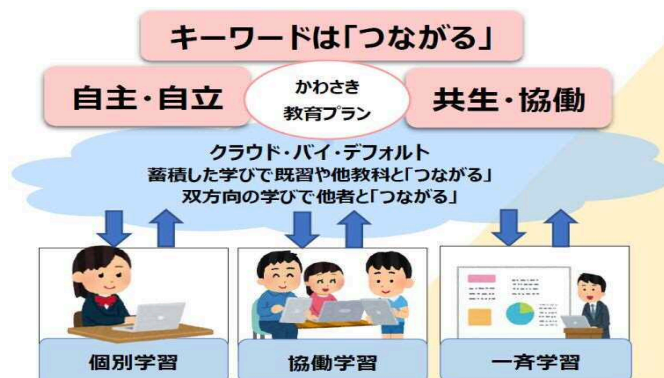 キーワードは「つながる」
自主・自立
かわさき
教育プラン
共生・協働
クラウド・バイ・デフォルト
蓄積した学びで既習や他教科と「つながる」
双方向の学びで他者と「つながる」
個別学習
協働学習
一斉学習